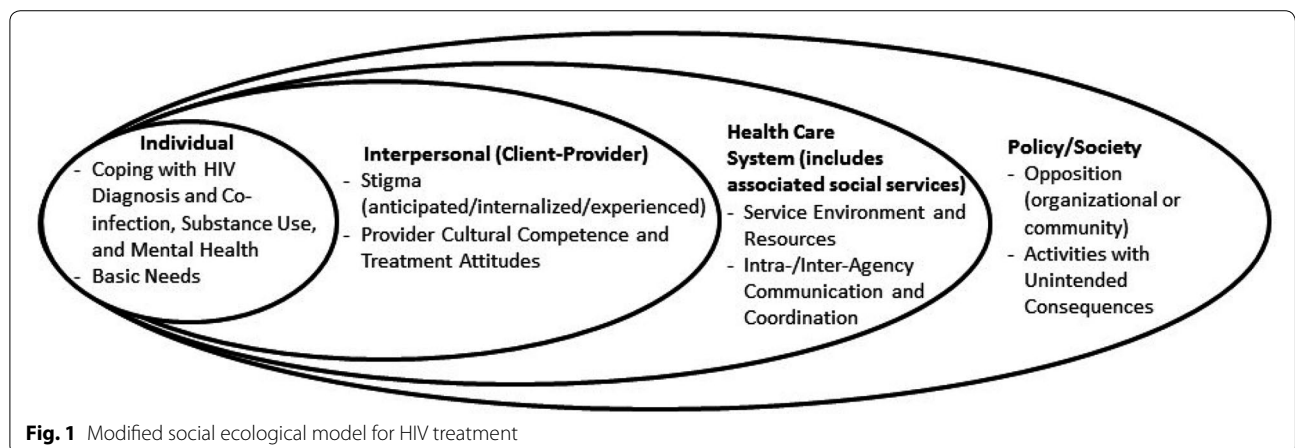 Individual
- Coping with HIV
Diagnosis and Co-
infection, Substance Use,
and Mental Health
- Basic Needs
Interpersonal (Client-Provider)
- Stigma
(anticipated/internalized/experienced)
- Provider Cultural Competence and
Treatment Attitudes
Health Care
System (includes
associated social services)
- Service Environment and
Resources
- Intra-/Inter-Agency
Communication and
Coordination
Policy/Society
- Opposition
(organizational or
community)
- Activities with
Unintended
Consequences
Fig. 1 Modified social ecological model for HIV treatment